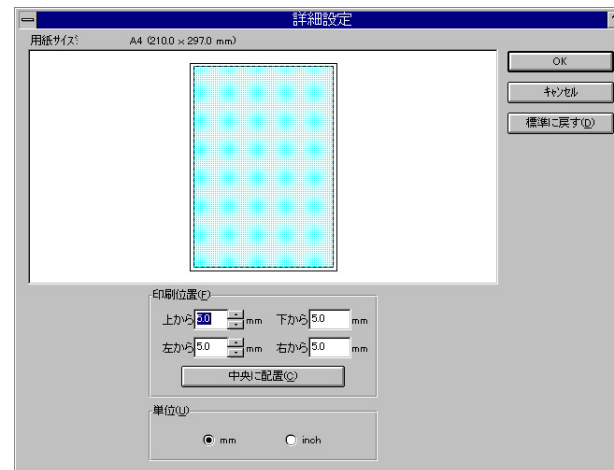 詳細設定
用紙サイズ: A4 (210.0 × 297.0 mm)
OK
キャンセル
標準に戻す(D)
印刷位置(F)
上から 5.0 mm 下から 5.0 mm
左から 5.0 mm 右から 5.0 mm
中央に配置(C)
単位(U)
mm inch